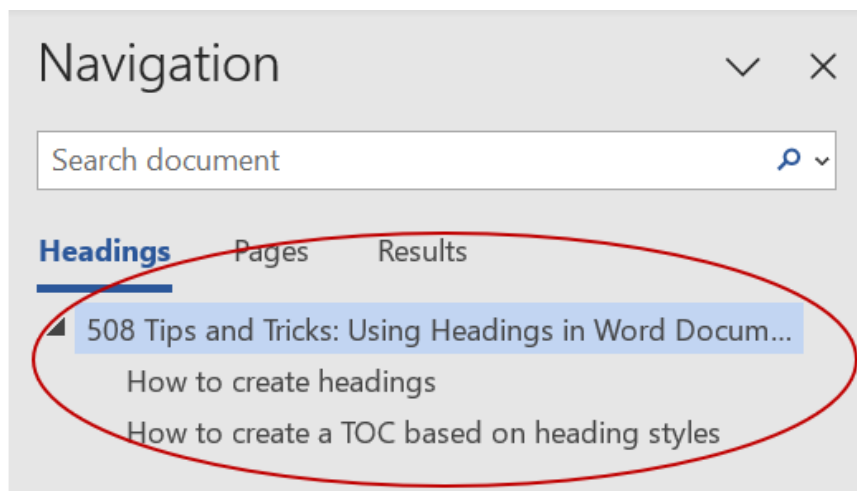 Navigation
Search document
Headings Pages Results
508 Tips and Tricks: Using Headings in Word Docum...
How to create headings
How to create a TOC based on heading styles